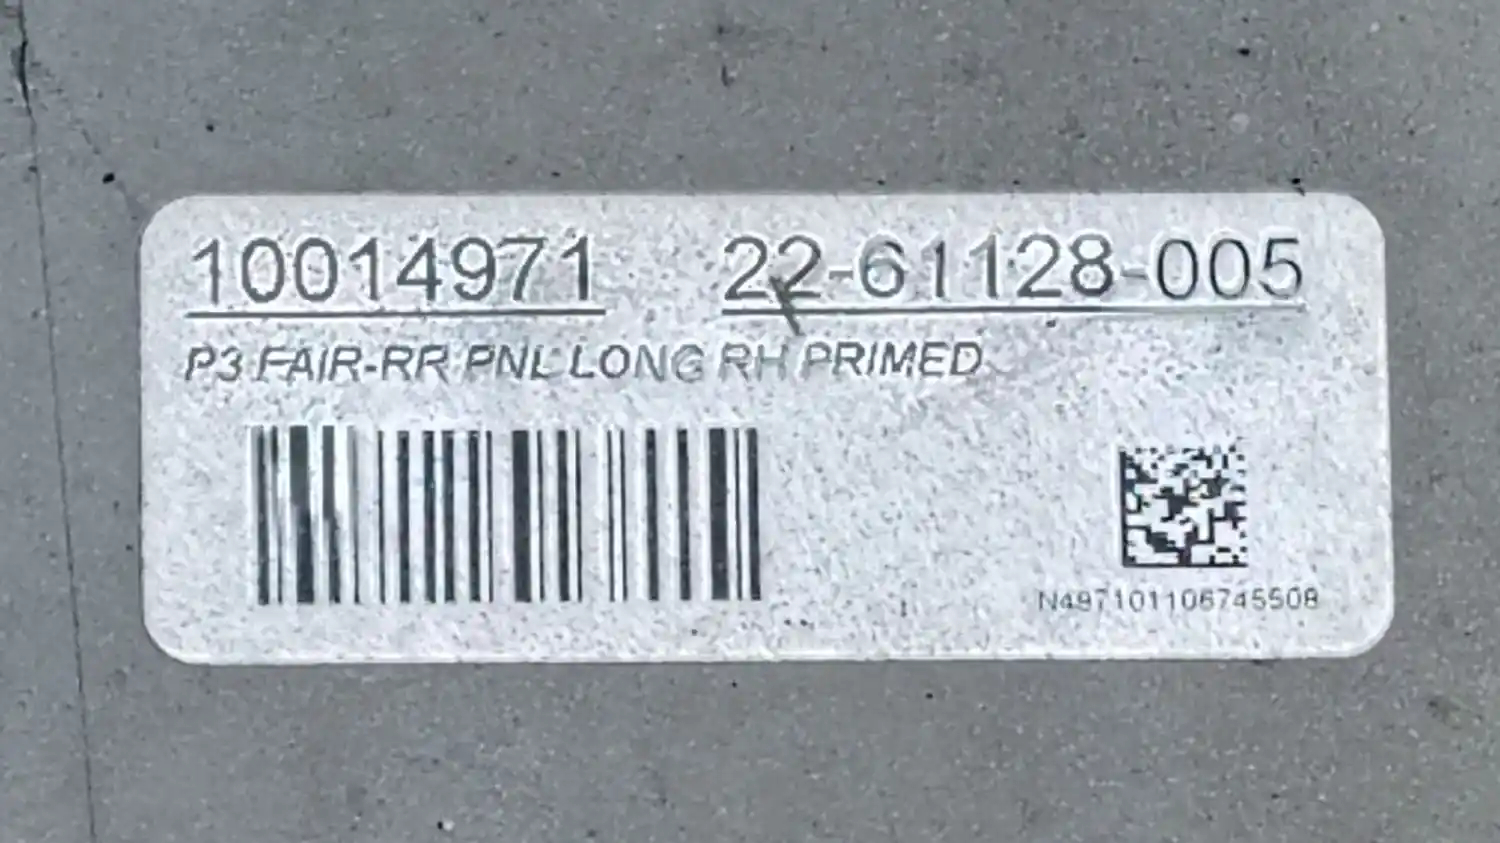 10014971 22-61128-005
P3 FAIR-RR PNL LONG RH PRIMED
N497101106745508